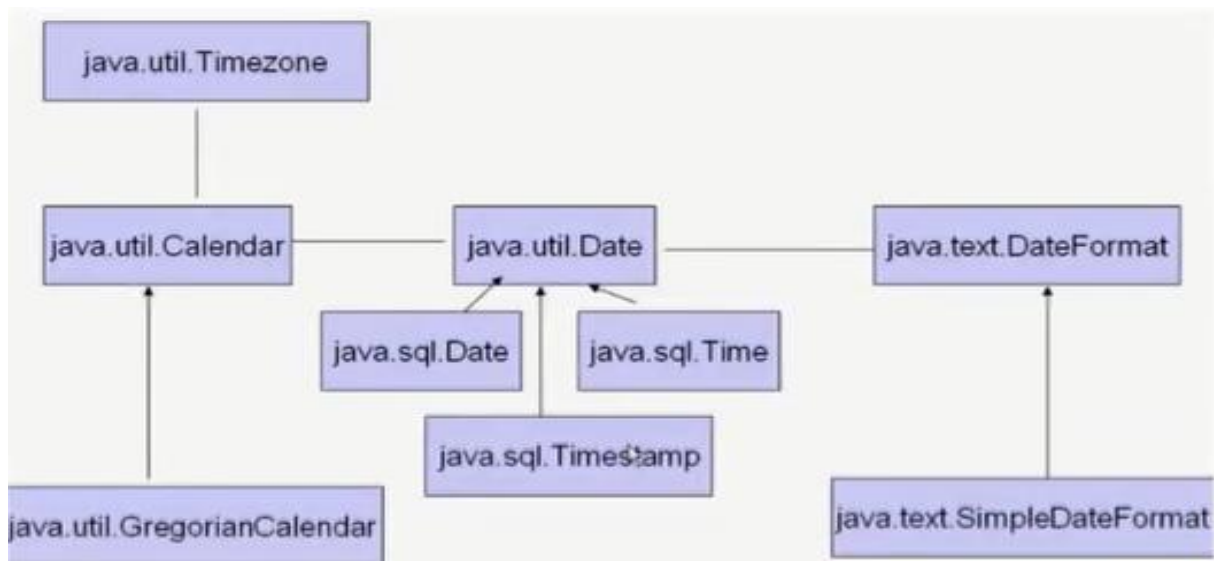 java.util.Timezone
java.util.Calendar
java.util.Date
java.text.DateFormat
java.sql.Date
java.sql.Time
java.sql.Timestamp
java.util.GregorianCalendar
java.text.SimpleDateFormat